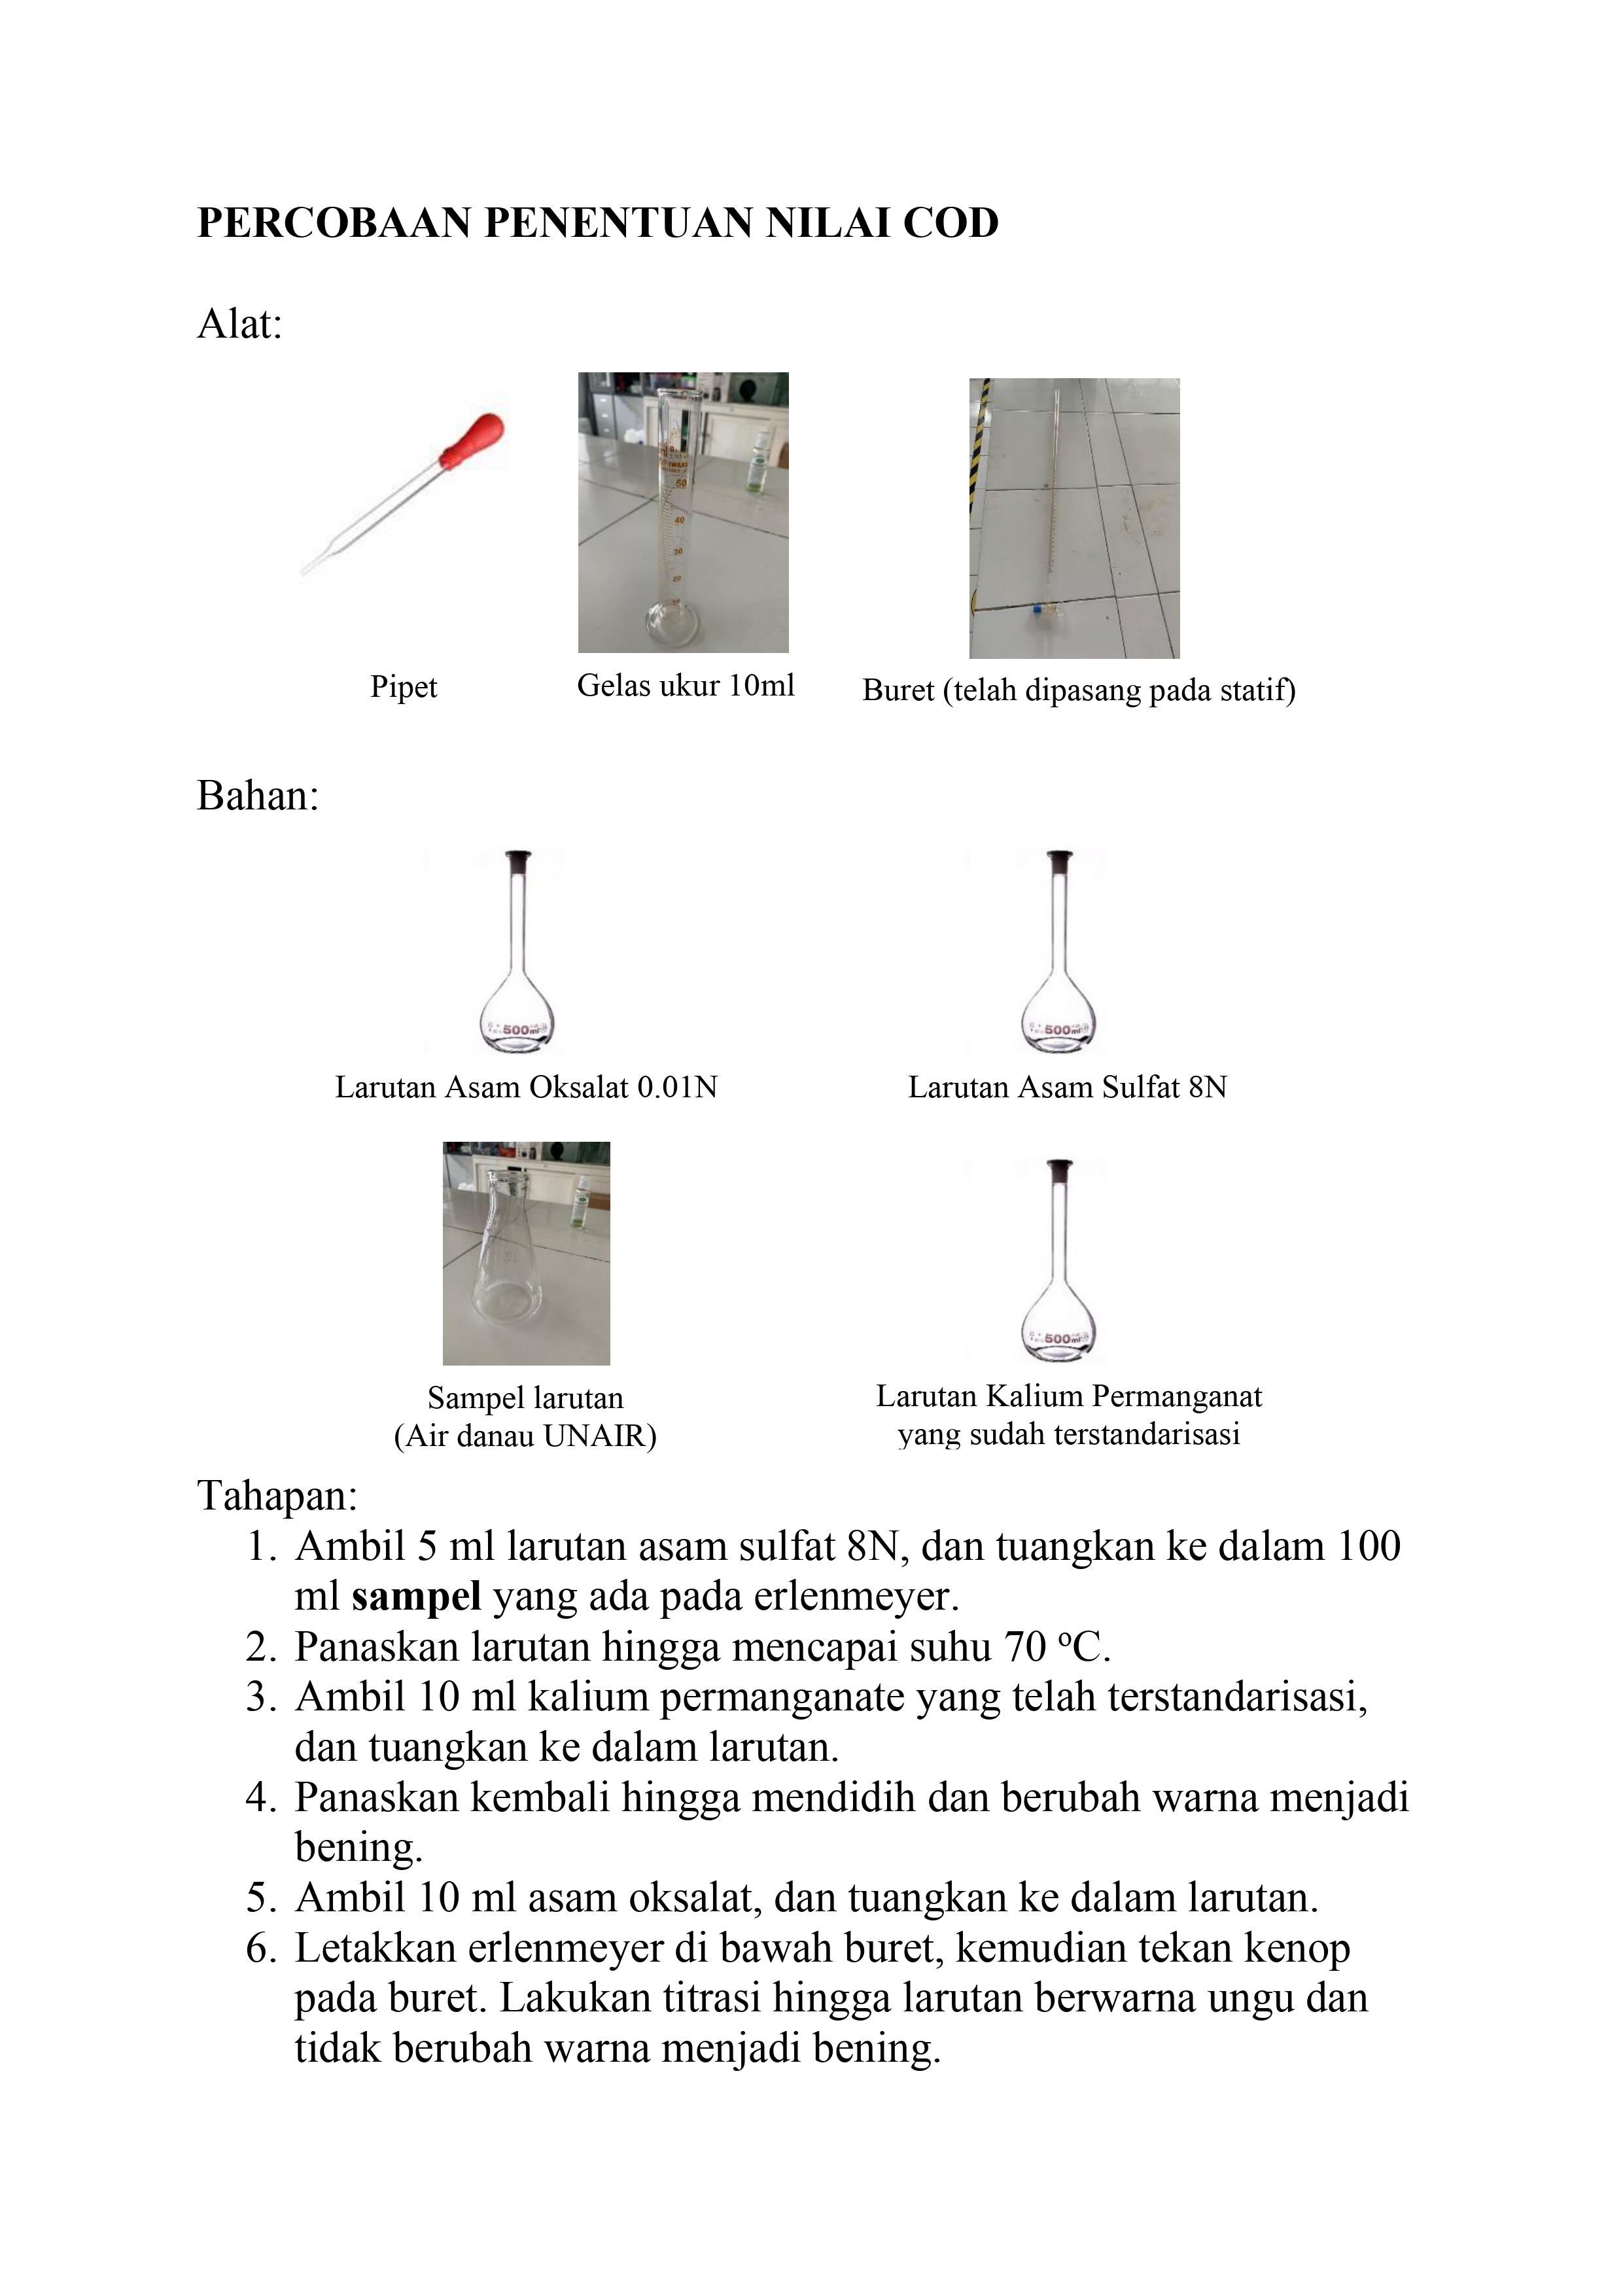 PERCOBAAN PENENTUAN NILAI COD
Alat:
60
40
30
20
10
Pipet
Gelas ukur 10ml
Buret (telah dipasang pada statif)
Bahan:
500ml
500ml
Larutan Asam Oksalat 0.01N
Larutan Asam Sulfat 8N
500ml
Sampel larutan
(Air danau UNAIR)
Larutan Kalium Permanganat
yang sudah terstandarisasi
Tahapan:
1. Ambil 5 ml larutan asam sulfat 8N, dan tuangkan ke dalam 100
ml sampel yang ada pada erlenmeyer.
2. Panaskan larutan hingga mencapai suhu 70 ºC.
3. Ambil 10 ml kalium permanganate yang telah terstandarisasi,
dan tuangkan ke dalam larutan.
4. Panaskan kembali hingga mendidih dan berubah warna menjadi
bening.
5. Ambil 10 ml asam oksalat, dan tuangkan ke dalam larutan.
6. Letakkan erlenmeyer di bawah buret, kemudian tekan kenop
pada buret. Lakukan titrasi hingga larutan berwarna ungu dan
tidak berubah warna menjadi bening.